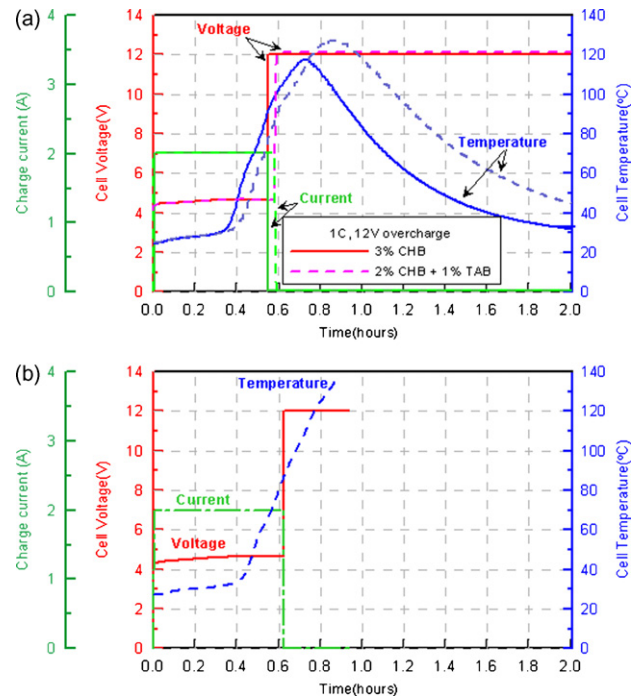 (a)
Charge current (A)
4
3
2
1
0
Cell Voltage(V)
14
12
10
8
6
4
2
0
Voltage
Temperature
Current
1C, 12V overcharge
3% CHB
2% CHB + 1% TAB
140
120
100
80
60
40
20
0
Cell Temperature(ºC)
0.0 0.2 0.4 0.6 0.8 1.0 1.2 1.4 1.6 1.8 2.0
Time(hours)
(b)
Charge current (A)
4
3
2
1
0
Cell Voltage(V)
14
12
10
8
6
4
2
0
Temperature
Current
Voltage
140
120
100
80
60
40
20
0
Cell Temperature(ºC)
0.0 0.2 0.4 0.6 0.8 1.0 1.2 1.4 1.6 1.8 2.0
Time(hours)